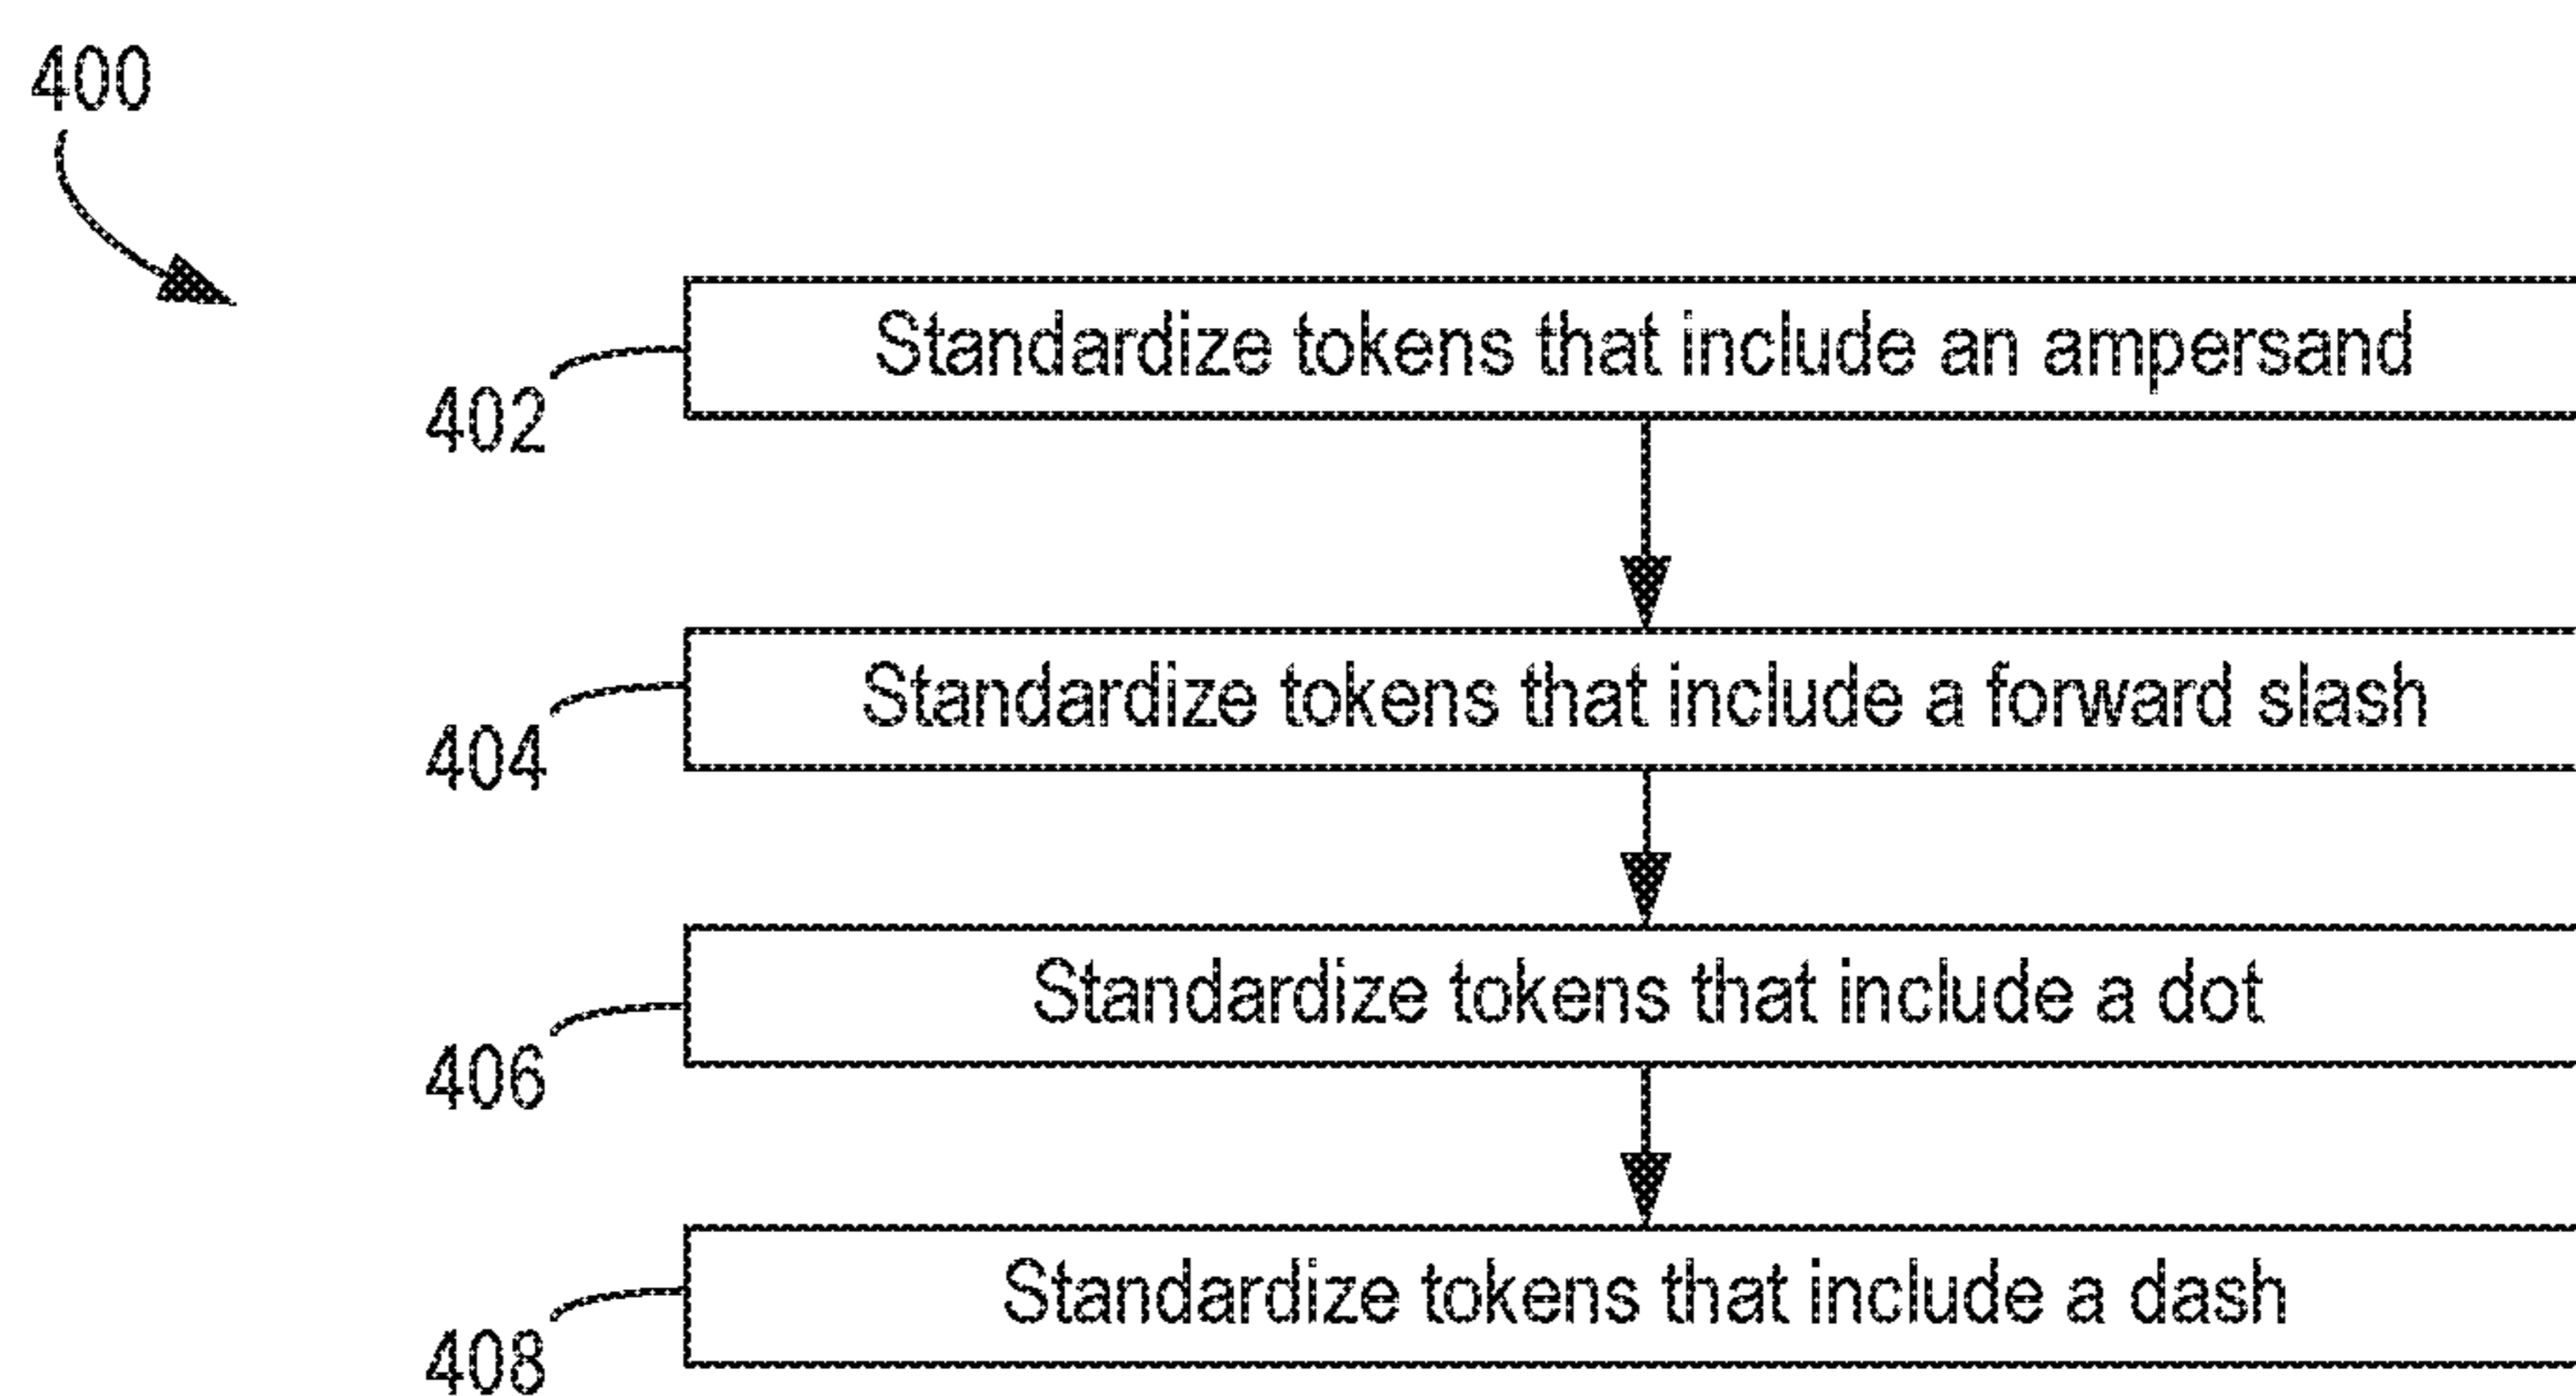 400
Standardize tokens that include an ampersand
402
Standardize tokens that include a forward slash
404
Standardize tokens that include a dot
406
Standardize tokens that include a dash
408